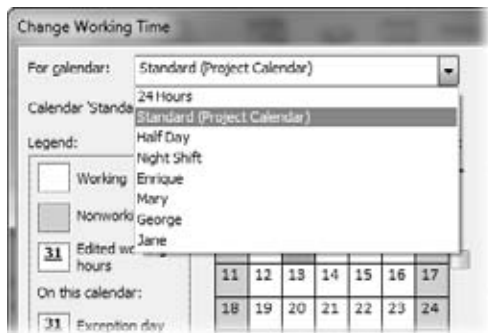 Change Working Time
For calendar: Standard (Project Calendar)
24 Hours
Calendar 'Standa
Standard (Project Calendar)
Half Day
Legend:
Night Shift
Working
Enrique
Mary
Nonworki
George
Jane
31 Edited wo
hours
11 12 13 14 15 16 17
On this calendar:
18 19 20 21 22 23 24
31 Exception day